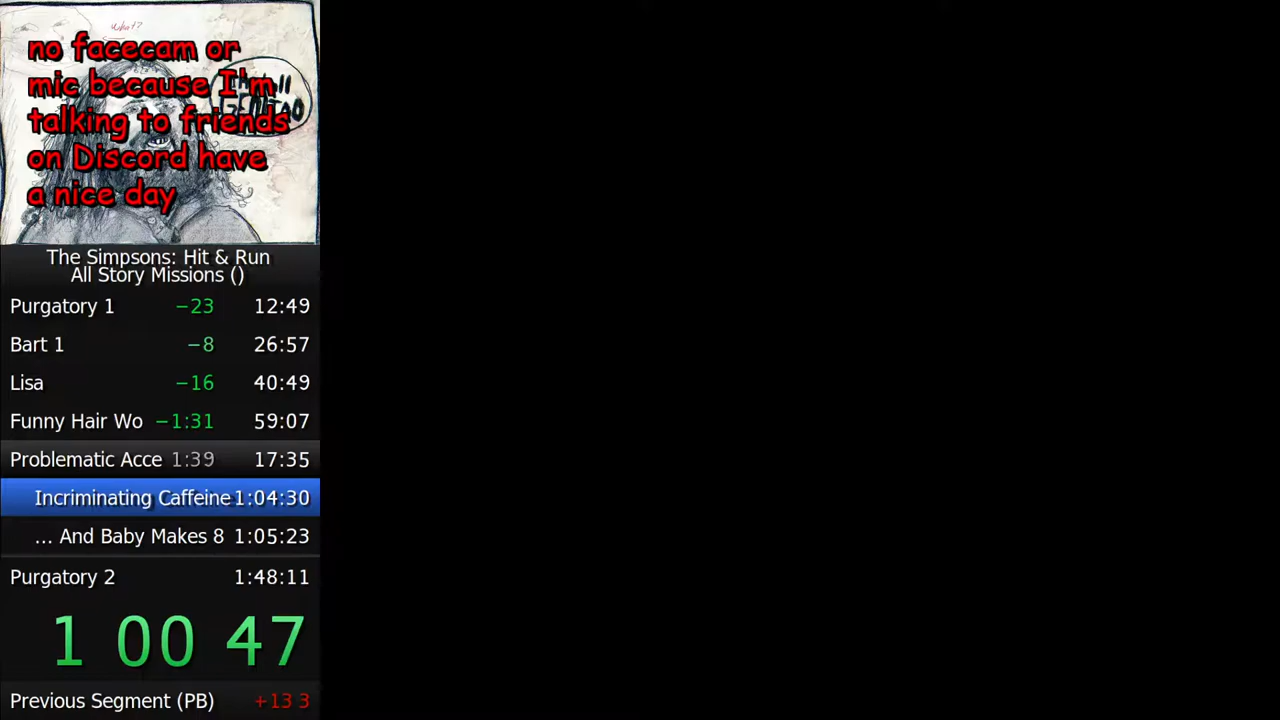 What?
no facecam or
mic because I'm
talking to friends
on Discord have
a nice day
The Simpsons: Hit & Run
All Story Missions ()
Purgatory 1 −23 12:49
Bart 1 −8 26:57
Lisa −16 40:49
Funny Hair Wo −1:31 59:07
Problematic Acce 1:39 17:35
Incriminating Caffeine 1:04:30
... And Baby Makes 8 1:05:23
Purgatory 2 1:48:11
1 00 47
Previous Segment (PB) +13 3